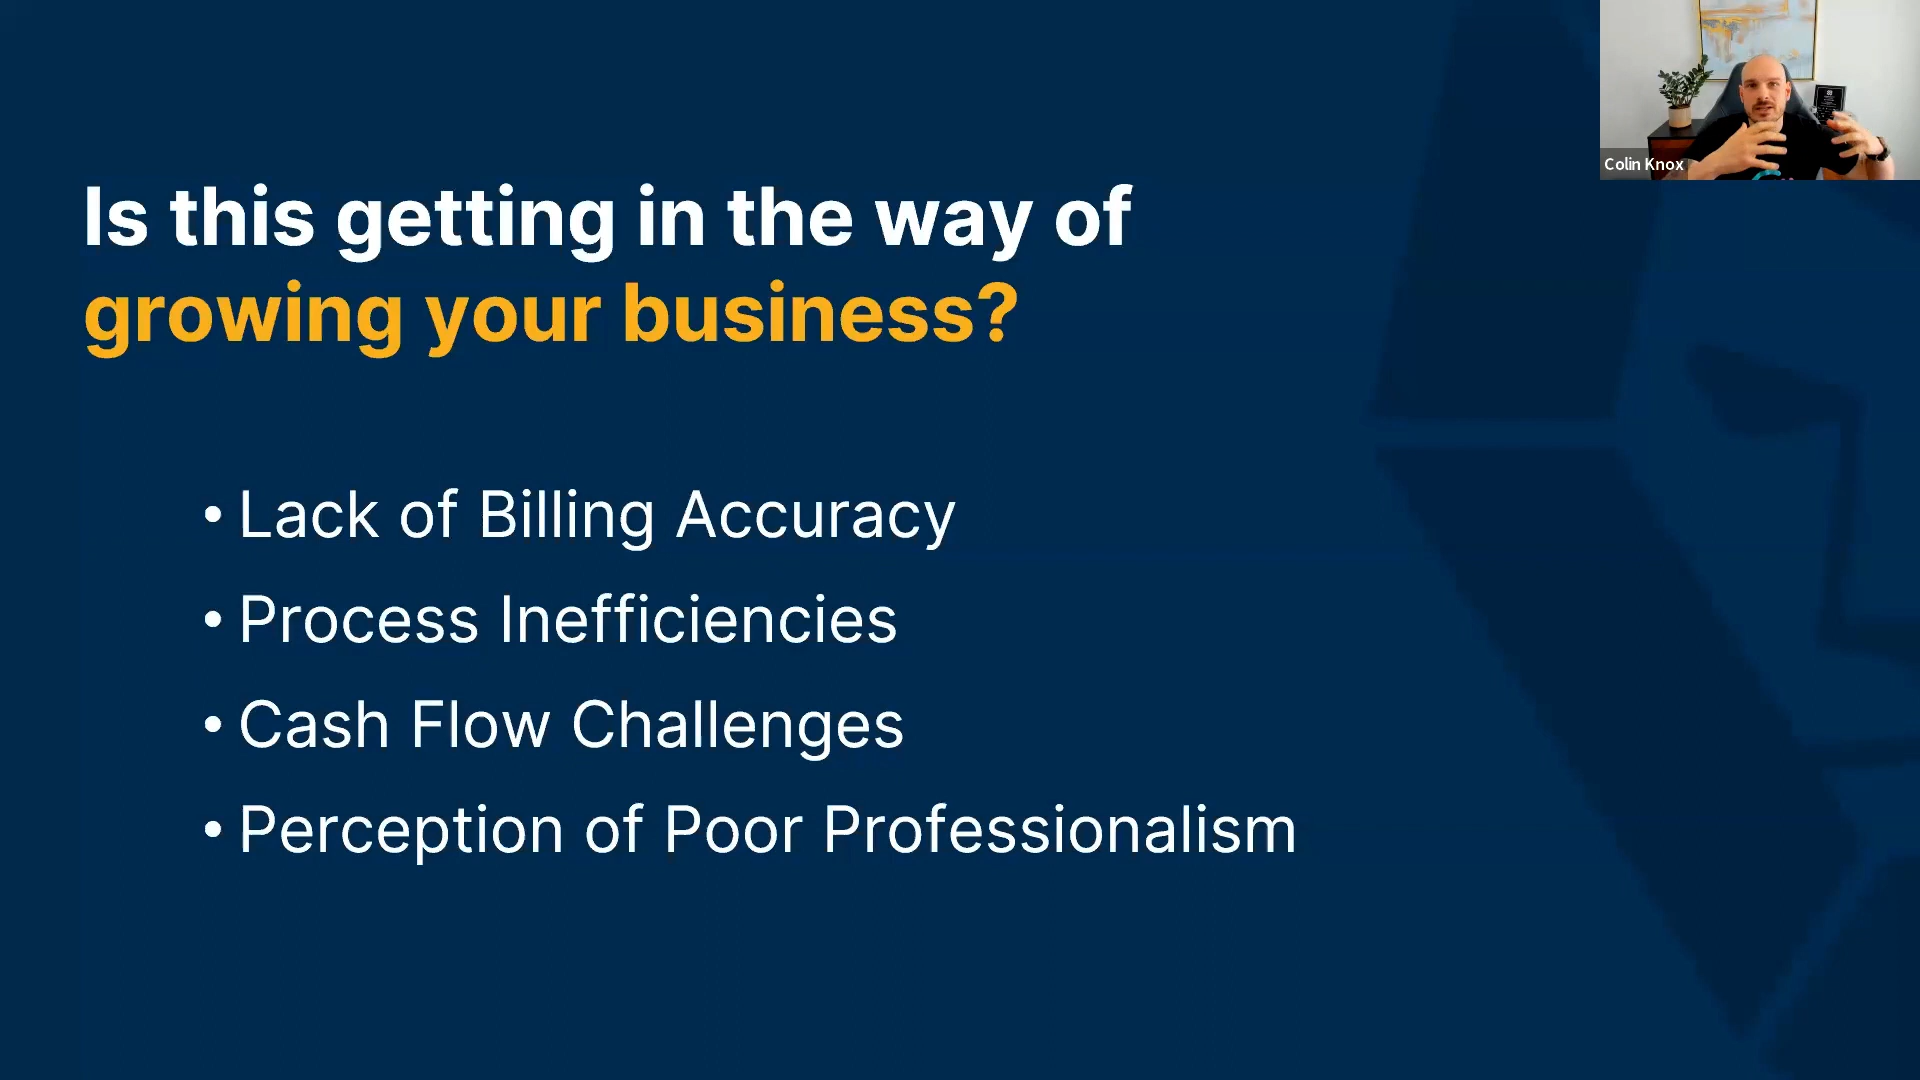 Is this getting in the way of
growing your business?
• Lack of Billing Accuracy
• Process Inefficiencies
• Cash Flow Challenges
• Perception of Poor Professionalism
Colin Knox